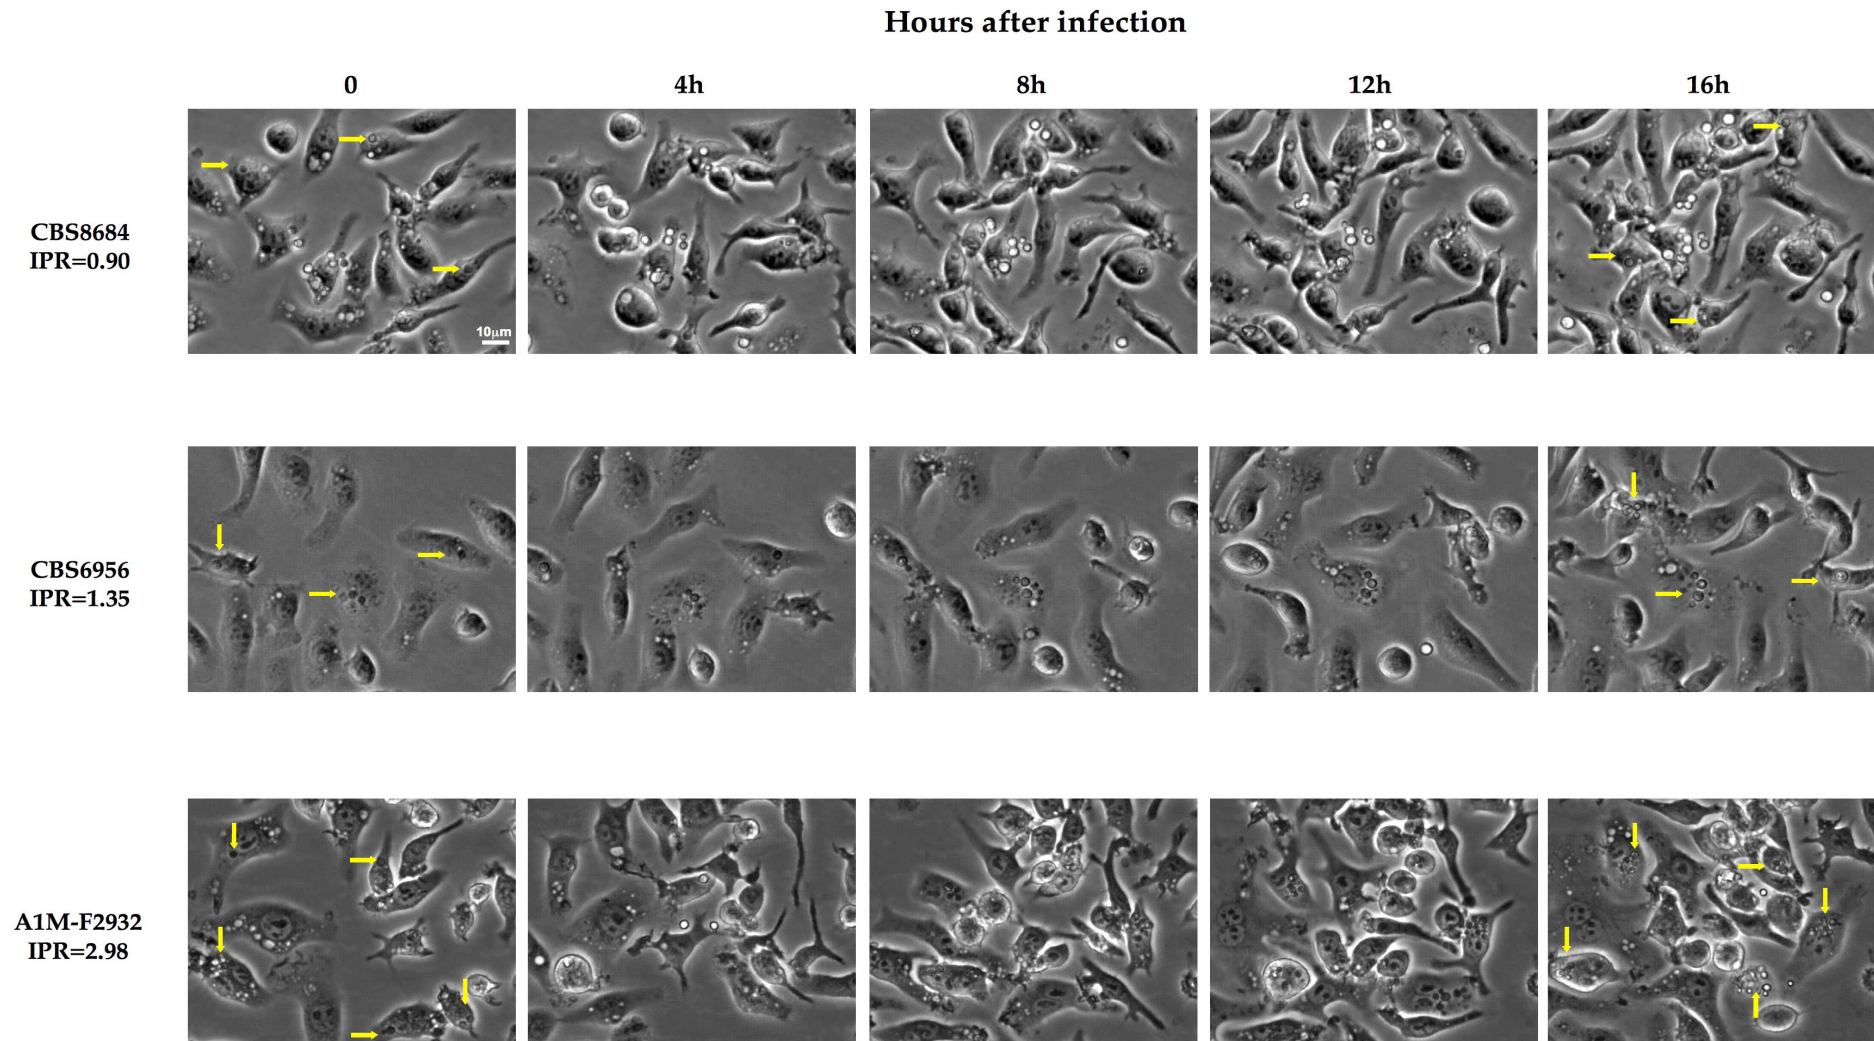 Hours after infection
0 4h 8h 12h 16h
CBS8684
IPR=0.90
10µm
CBS6956
IPR=1.35
A1M-F2932
IPR=2.98